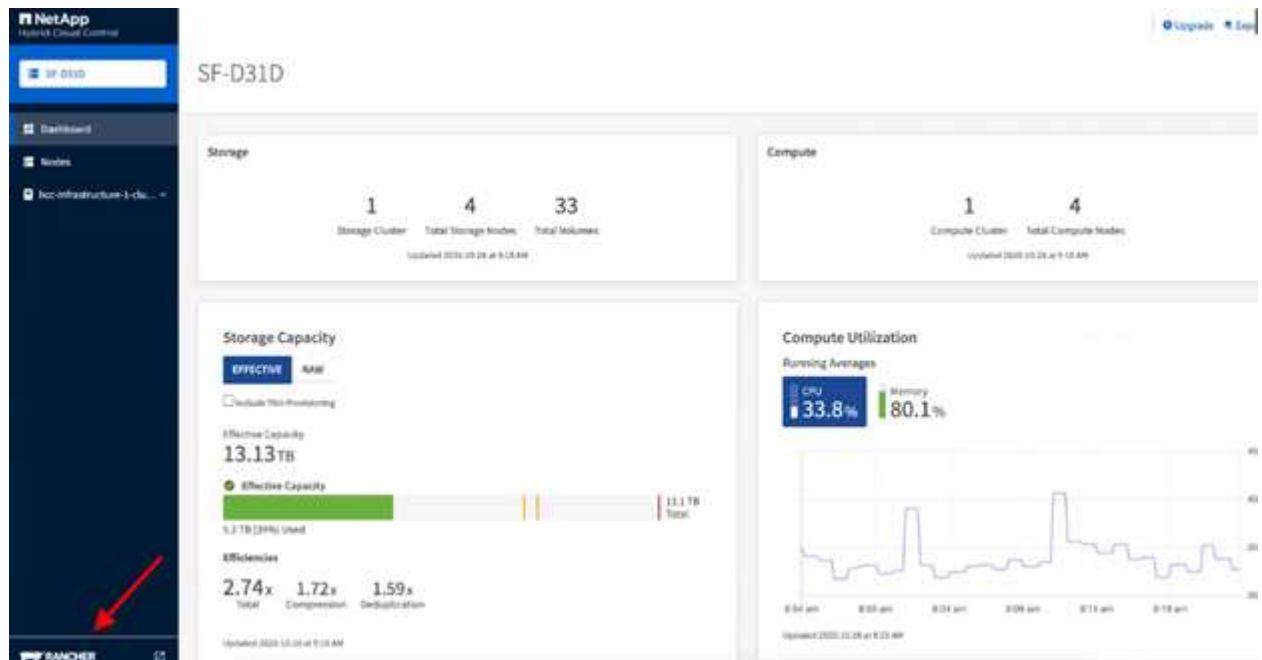 NetApp
Hybrid Cloud Control
Upgrade
SF-D31D
SF-D31D
Dashboard
Nodes
hcc-infrastructure-1-clu...
Storage
1 4 33
Storage Cluster Total Storage Nodes Total Volumes
Compute
1 4
Compute Cluster Total Compute Nodes
Storage Capacity
EFFECTIVE RAW
Include Thin Provisioning
Effective Capacity
13.13TB
Effective Capacity
13.1 TB
Total
Used
Efficiencies
2.74x 1.72x 1.59x
Total Compression Deduplication
Compute Utilization
Running Averages
CPU
33.8%
Memory
80.1%
RANCHER